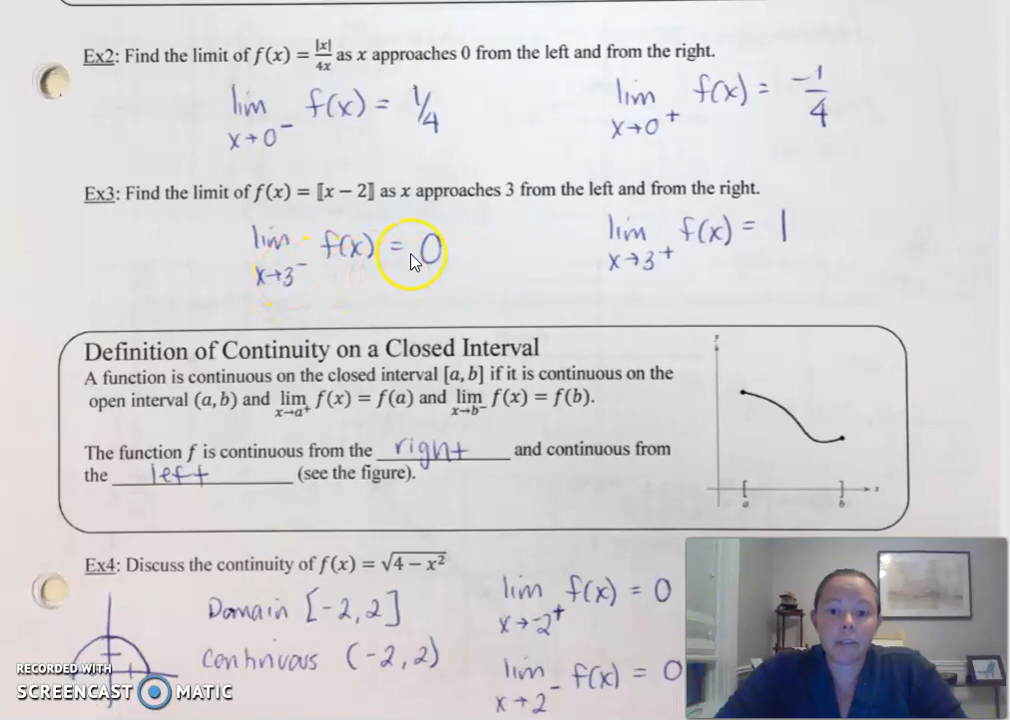 Ex2: Find the limit of f(x) = |x|/4x as x approaches 0 from the left and from the right.
lim x→0⁻ f(x) = 1/4
lim x→0⁺ f(x) = -1/4
Ex3: Find the limit of f(x) = ⟦x − 2⟧ as x approaches 3 from the left and from the right.
lim x→3⁻ f(x) = 0
lim x→3⁺ f(x) = 1
Definition of Continuity on a Closed Interval
A function is continuous on the closed interval [a, b] if it is continuous on the
open interval (a, b) and lim x→a⁺ f(x) = f(a) and lim x→b⁻ f(x) = f(b).
The function f is continuous from the right and continuous from
the left (see the figure).
y
x
[
a
]
b
Ex4: Discuss the continuity of f(x) = √4 − x²
Domain [-2, 2]
Continuous (-2, 2)
lim x→-2⁺ f(x) = 0
lim x→2⁻ f(x) = 0
RECORDED WITH
SCREENCAST MATIC